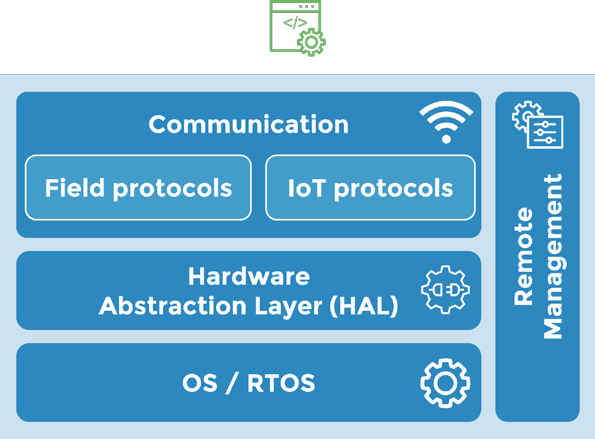 </>
Communication
Field protocols
IoT protocols
Hardware
Abstraction Layer (HAL)
OS / RTOS
Remote
Management